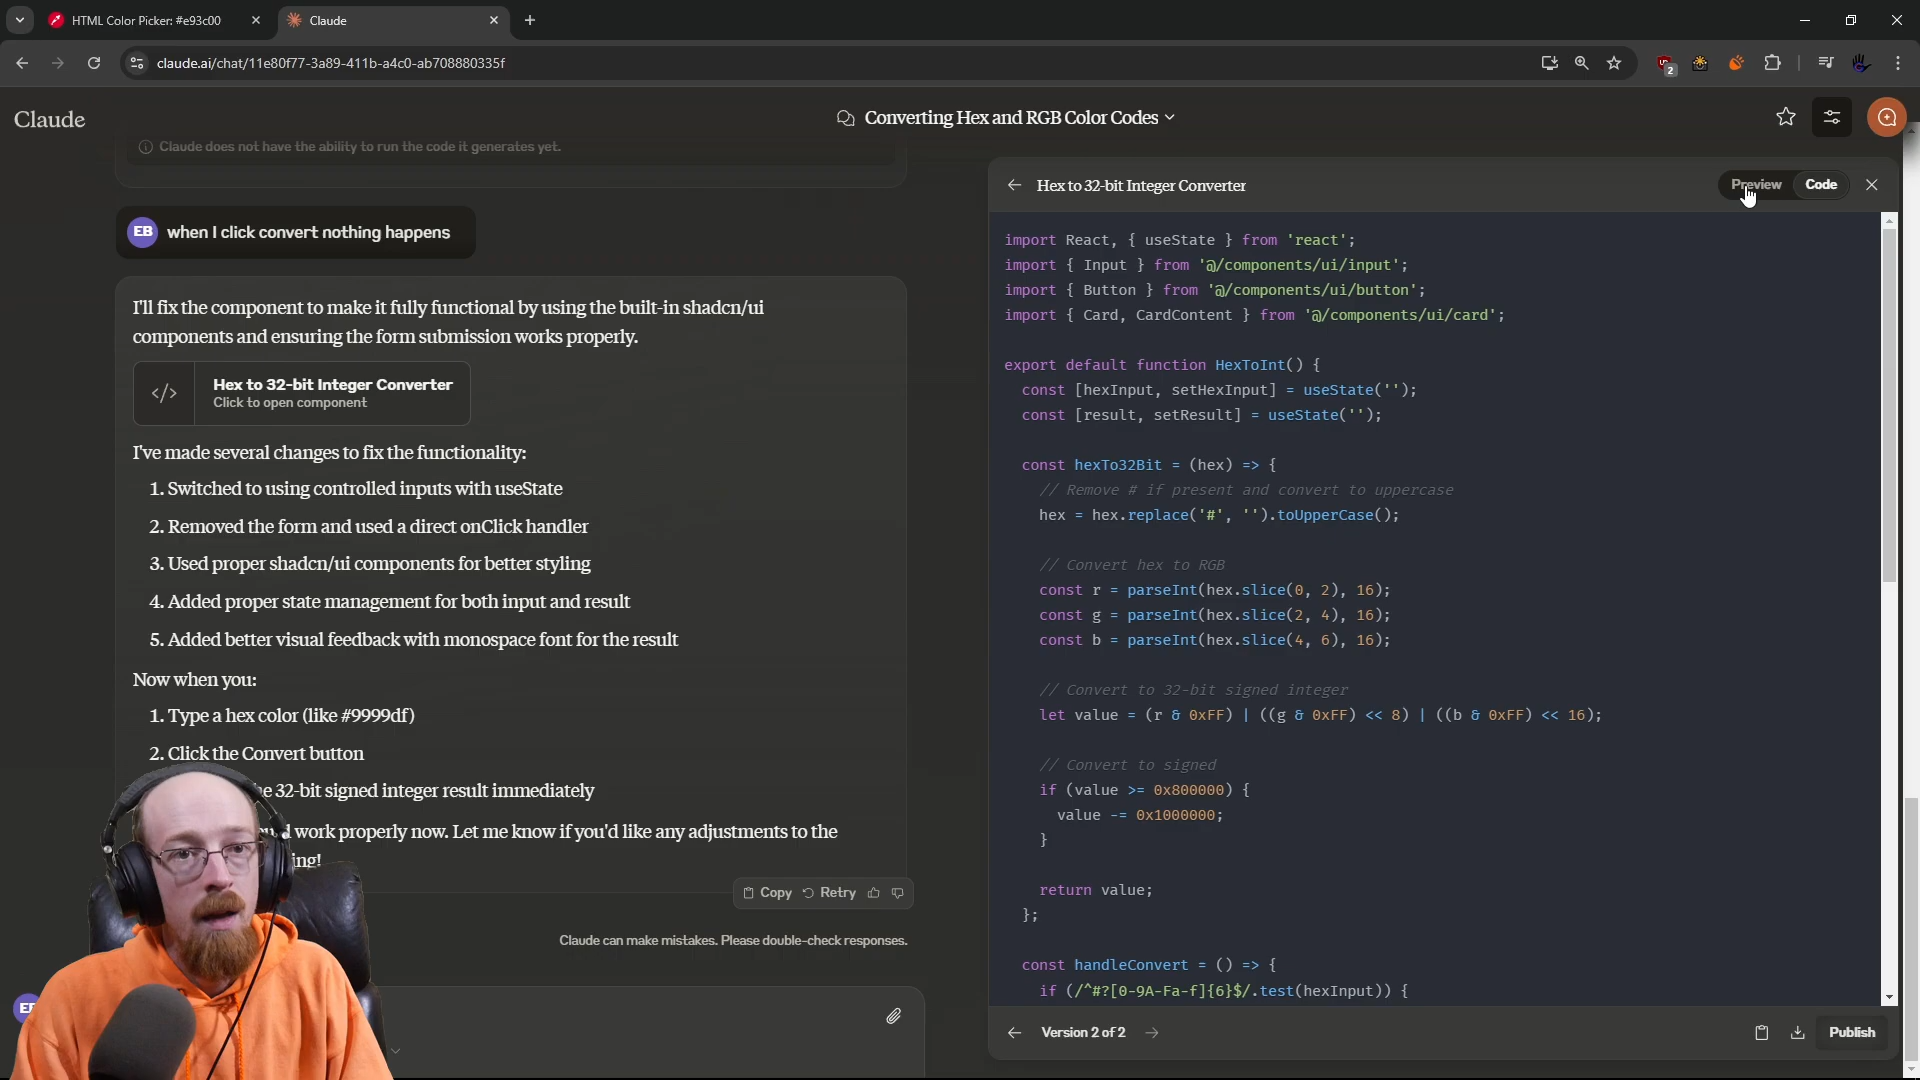 HTML Color Picker: #e93c00
Claude
claude.ai/chat/11e80f77-3a89-411b-a4c0-ab708880335f
2
Claude
Converting Hex and RGB Color Codes
Claude does not have the ability to run the code it generates yet.
EB
when I click convert nothing happens
I'll fix the component to make it fully functional by using the built-in shadcn/ui
components and ensuring the form submission works properly.
</>
Hex to 32-bit Integer Converter
Click to open component
I've made several changes to fix the functionality:
1. Switched to using controlled inputs with useState
2. Removed the form and used a direct onClick handler
3. Used proper shadcn/ui components for better styling
4. Added proper state management for both input and result
5. Added better visual feedback with monospace font for the result
Now when you:
1. Type a hex color (like #9999df)
2. Click the Convert button
32-bit signed integer result immediately
work properly now. Let me know if you'd like any adjustments to the
Copy Retry
Claude can make mistakes. Please double-check responses.
Hex to 32-bit Integer Converter
Preview Code
import React, { useState } from 'react';
import { Input } from '@/components/ui/input';
import { Button } from '@/components/ui/button';
import { Card, CardContent } from '@/components/ui/card';
export default function HexToInt() {
const [hexInput, setHexInput] = useState('');
const [result, setResult] = useState('');
const hexTo32Bit = (hex) => {
// Remove # if present and convert to uppercase
hex = hex.replace('#', '').toUpperCase();
// Convert hex to RGB
const r = parseInt(hex.slice(0, 2), 16);
const g = parseInt(hex.slice(2, 4), 16);
const b = parseInt(hex.slice(4, 6), 16);
// Convert to 32-bit signed integer
let value = (r & 0xFF) | ((g & 0xFF) << 8) | ((b & 0xFF) << 16);
// Convert to signed
if (value >= 0x800000) {
value -= 0x1000000;
}
return value;
};
const handleConvert = () => {
if (/^#?[0-9A-Fa-f]{6}$/.test(hexInput)) {
Version 2 of 2
Publish